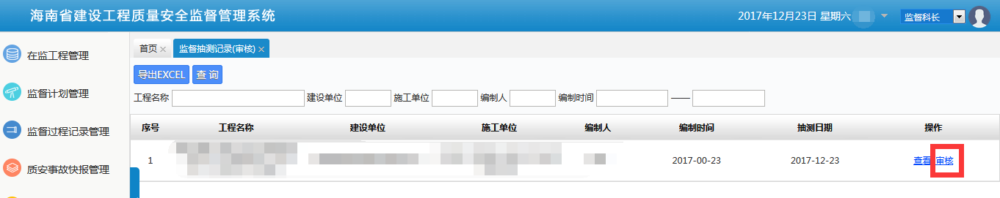 海南省建设工程质量安全监督管理系统
2017年12月23日 星期六
监督科长
在监工程管理
监督计划管理
监督过程记录管理
质安事故快报管理
首页 × 监督抽测记录(审核) ×
导出EXCEL 查 询
工程名称 建设单位 施工单位 编制人 编制时间 ——
序号 工程名称 建设单位 施工单位 编制人 编制时间 抽测日期 操作
1 2017-00-23 2017-12-23 查看 审核